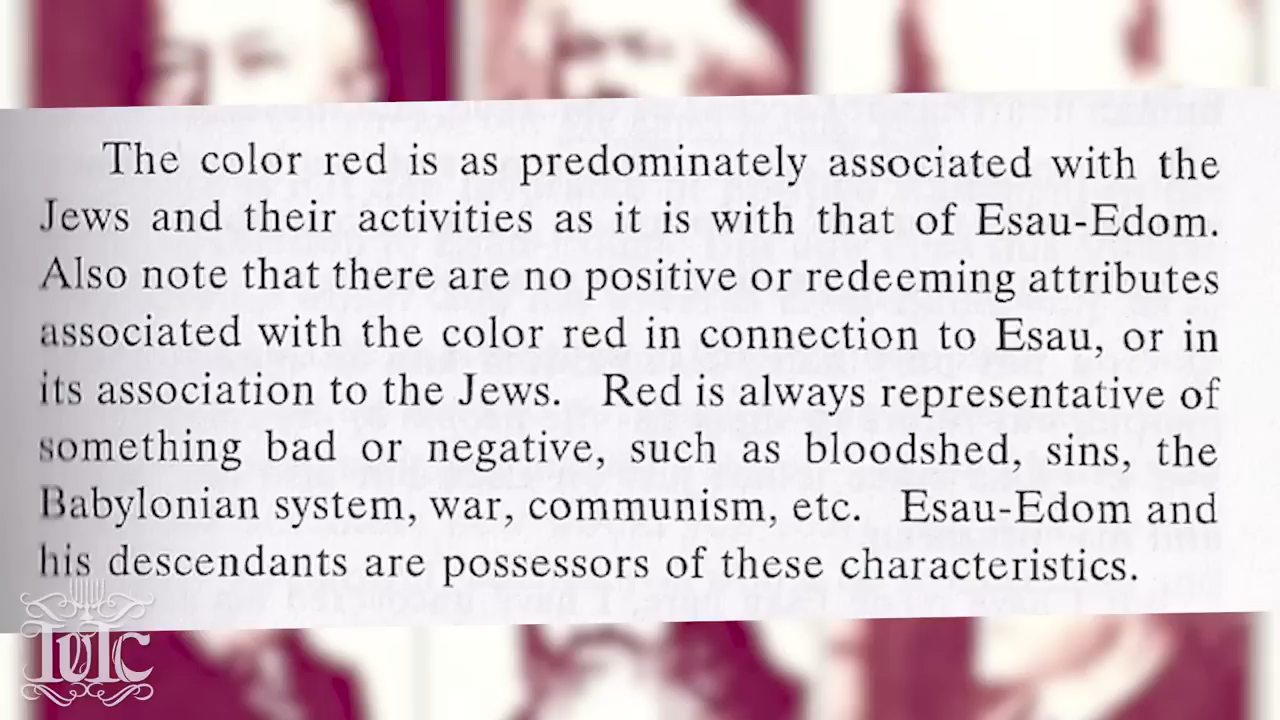 The color red is as predominately associated with the
Jews and their activities as it is with that of Esau-Edom.
Also note that there are no positive or redeeming attributes
associated with the color red in connection to Esau, or in
its association to the Jews. Red is always representative of
something bad or negative, such as bloodshed, sins, the
Babylonian system, war, communism, etc. Esau-Edom and
his descendants are possessors of these characteristics.
IUIC